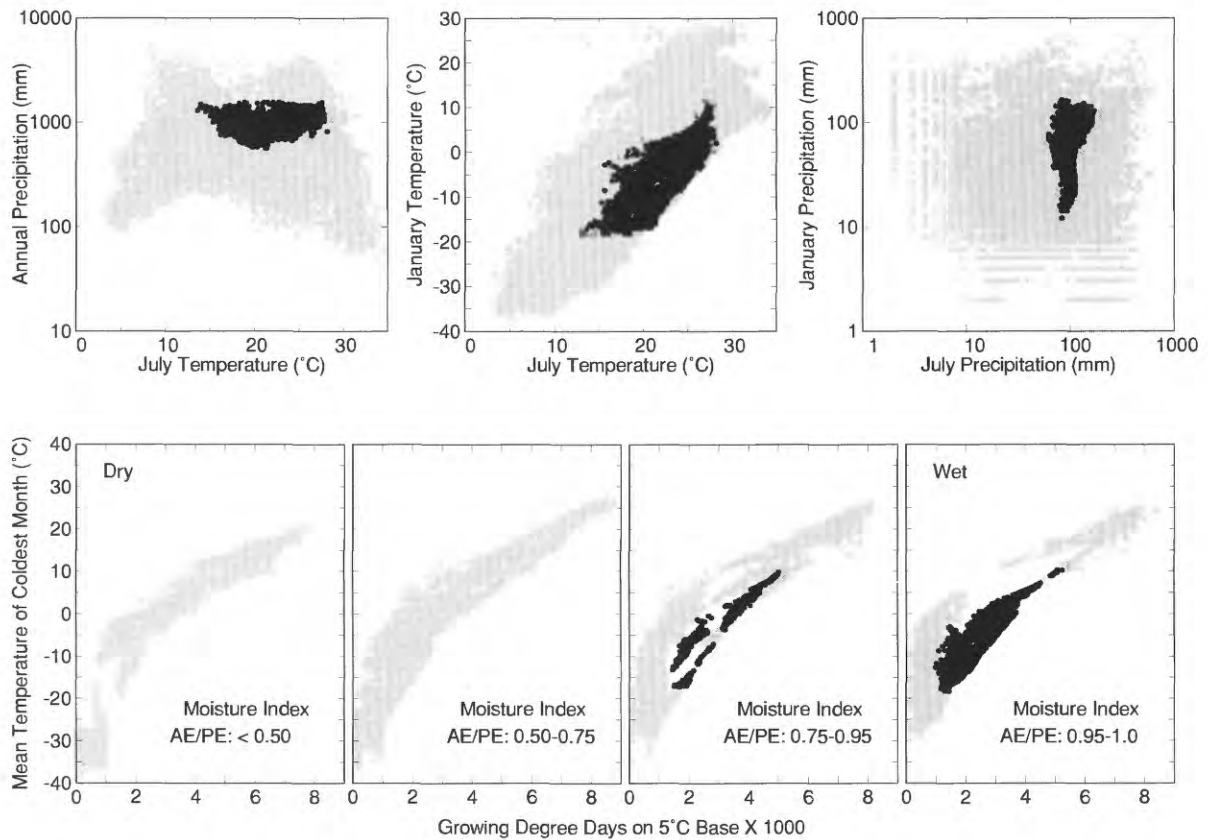 10000
1000
100
10
Annual Precipitation (mm)
0 10 20 30
July Temperature (˚C)
30
20
10
0
-10
-20
-30
-40
January Temperature (˚C)
0 10 20 30
July Temperature (˚C)
1000
100
10
1
January Precipitation (mm)
1 10 100 1000
July Precipitation (mm)
40
30
20
10
0
-10
-20
-30
-40
Mean Temperature of Coldest Month (˚C)
Dry
Moisture Index
AE/PE: < 0.50
0 2 4 6 8
Moisture Index
AE/PE: 0.50-0.75
0 2 4 6 8
Moisture Index
AE/PE: 0.75-0.95
0 2 4 6 8
Wet
Moisture Index
AE/PE: 0.95-1.0
0 2 4 6 8
Growing Degree Days on 5˚C Base X 1000